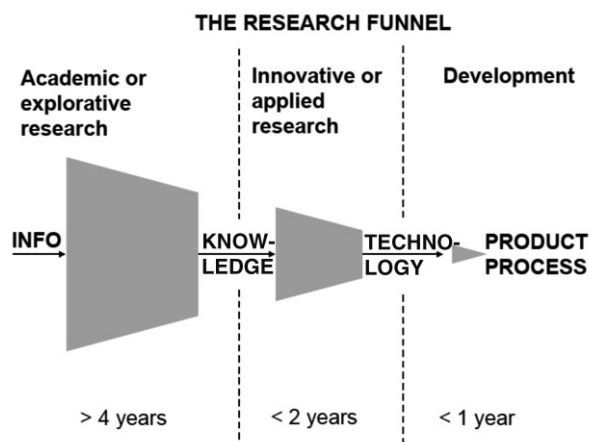 THE RESEARCH FUNNEL
Academic or
explorative
research
Innovative or
applied
research
Development
INFO
KNOW-
LEDGE
TECHNO-
LOGY
PRODUCT
PROCESS
> 4 years
< 2 years
< 1 year